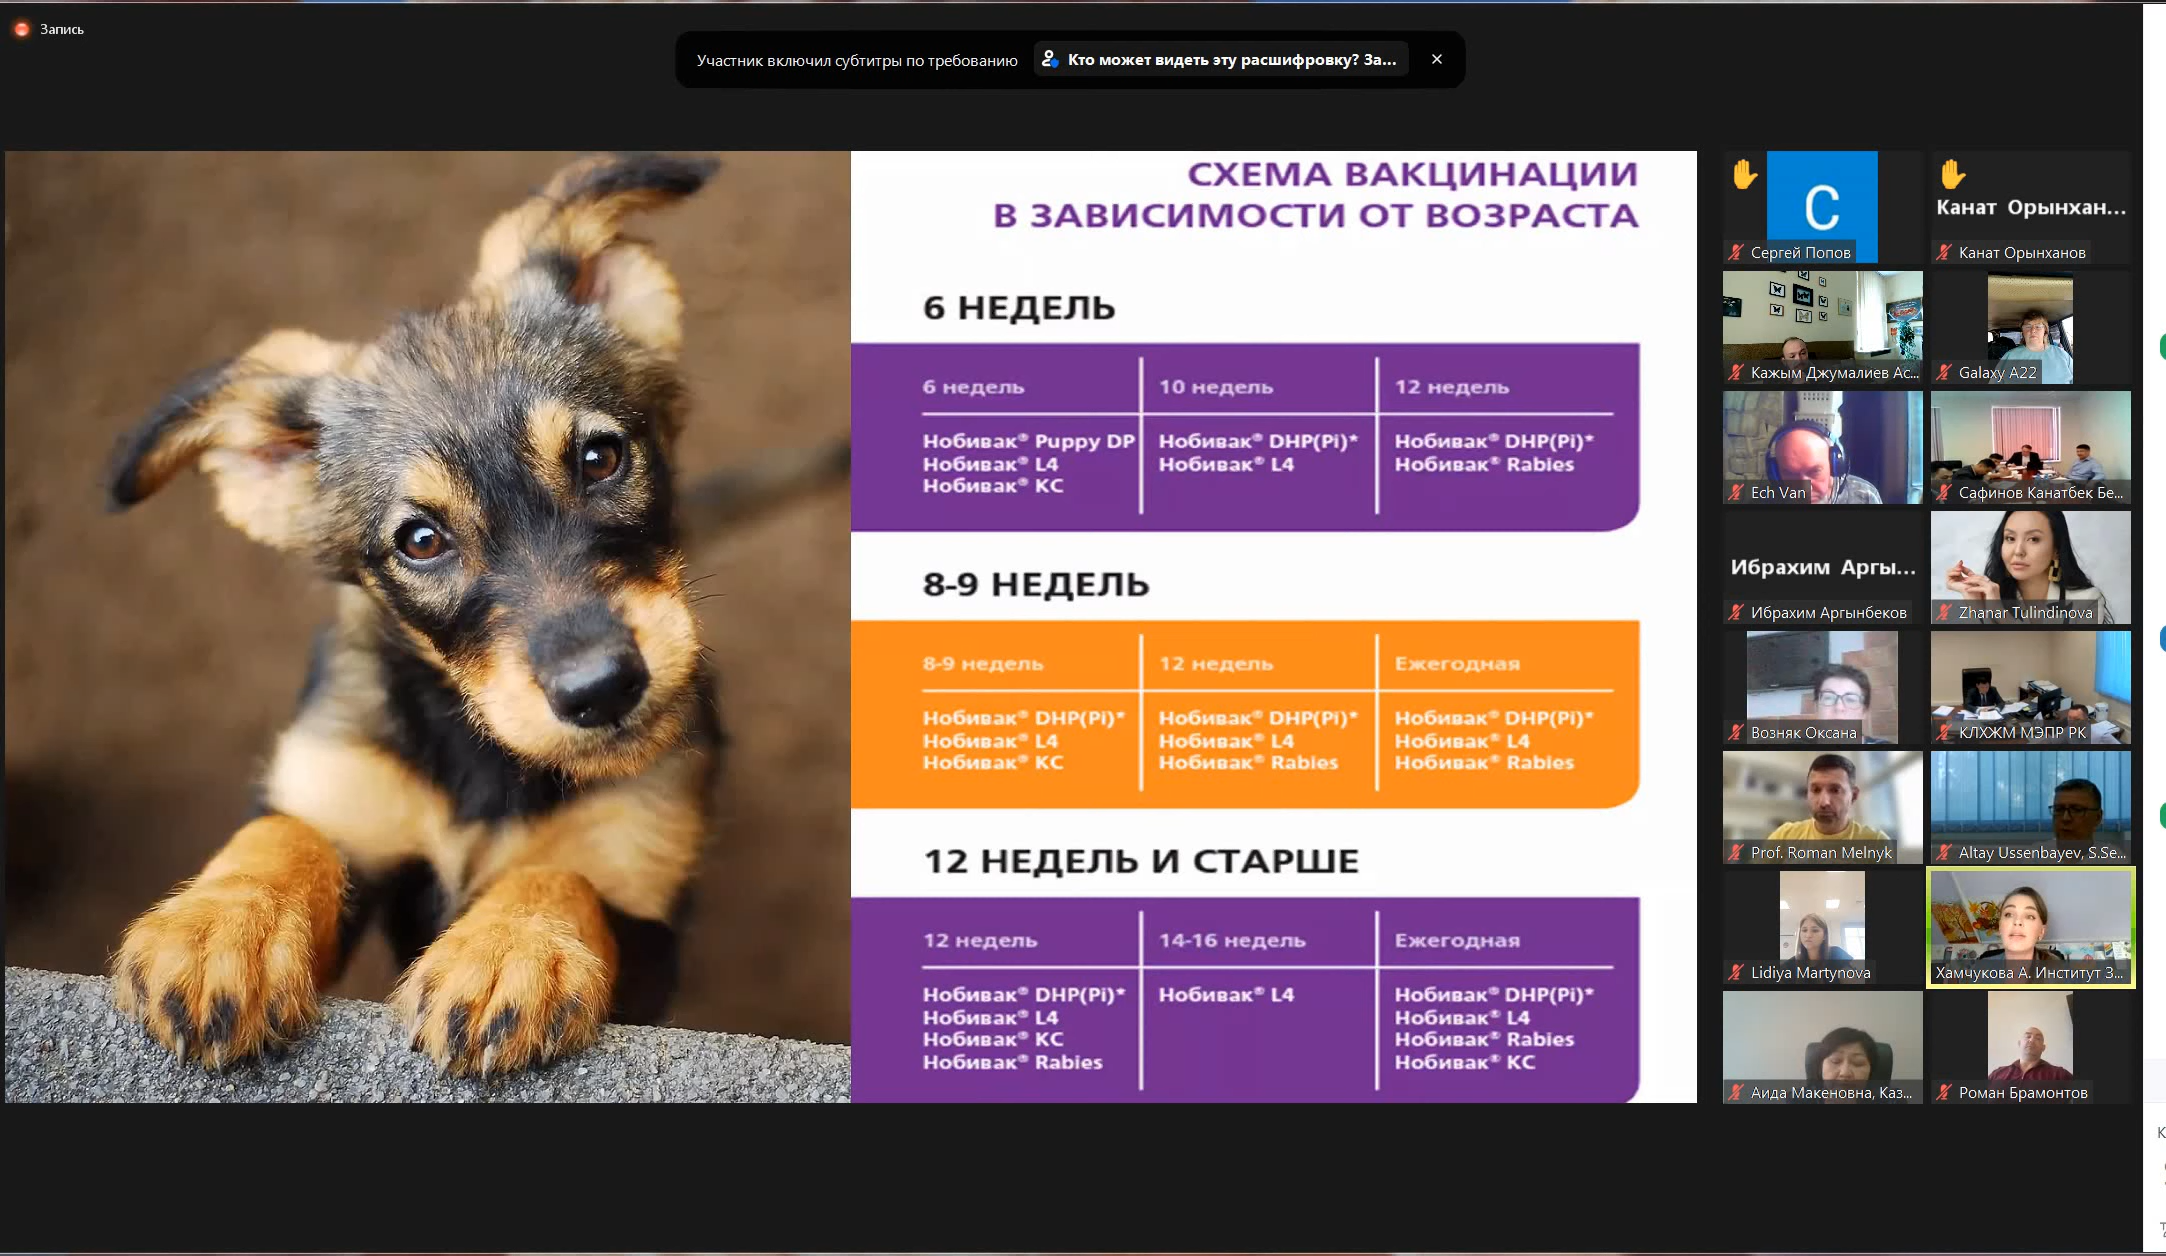 Запись
Участник включил субтитры по требованию
Кто может видеть эту расшифровку? За...
СХЕМА ВАКЦИНАЦИИ
В ЗАВИСИМОСТИ ОТ ВОЗРАСТА
6 НЕДЕЛЬ
6 недель
Нобивак® Puppy DP
Нобивак® L4
Нобивак® KC
10 недель
Нобивак® DHP(Pi)*
Нобивак® L4
12 недель
Нобивак® DHP(Pi)*
Нобивак® Rabies
8-9 НЕДЕЛЬ
8-9 недель
Нобивак® DHP(Pi)*
Нобивак® L4
Нобивак® KC
12 недель
Нобивак® DHP(Pi)*
Нобивак® L4
Нобивак® Rabies
Ежегодная
Нобивак® DHP(Pi)*
Нобивак® L4
Нобивак® Rabies
12 НЕДЕЛЬ И СТАРШЕ
12 недель
Нобивак® DHP(Pi)*
Нобивак® L4
Нобивак® KC
Нобивак® Rabies
14-16 недель
Нобивак® L4
Ежегодная
Нобивак® DHP(Pi)*
Нобивак® L4
Нобивак® Rabies
Нобивак® KC
С
Сергей Попов
Канат Орынхан...
Канат Орынханов
Кажым Джумалиев Ас...
Galaxy A22
Ech Van
Сафинов Канатбек Бе...
Ибрахим Аргы...
Ибрахим Аргынбеков
Zhanar Tulindinova
Возняк Оксана
КЛХЖМ МЭПР РК
Prof. Roman Melnyk
Altay Ussenbayev, S.Se...
Lidiya Martynova
Хамчукова А. Институт З...
Аида Макеновна, Каз...
Роман Брамонтов